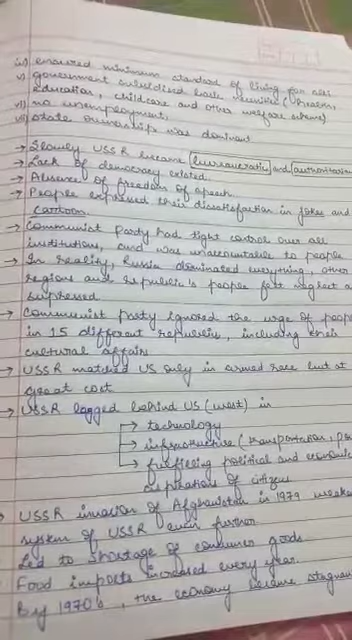 iv) ensured minimum standard of living for all
v) government subsidised basic necessities (health,
education, childcare and other welfare scheme)
vi) no unemployment
vii) state ownership was dominant
→ Slowly USSR became bureaucratic and authoritarian
→ Lack of democracy existed
→ Absence of freedom of speech
→ People expressed their dissatisfaction in jokes and
cartoon
→ Communist Party had tight control over all
institutions, and was unaccountable to people
→ In reality, Russia dominated everything, other
regions and republic's people felt neglect a
supressed
→ Communist party ignored the urge of people
in 15 different republics, including their
cultural affairs
→ USSR matched US only in armed race but at
great cost
→ USSR lagged behind US (west) in
→ technology
→ infrastructure (transportation,
→ fulfilling political and economic
aspirations of citizens
→ USSR invasion of Afghanistan in 1979
system of USSR even further
Led to shortage of consumer goods
Food imports increased every year
By 1970's, the economy became